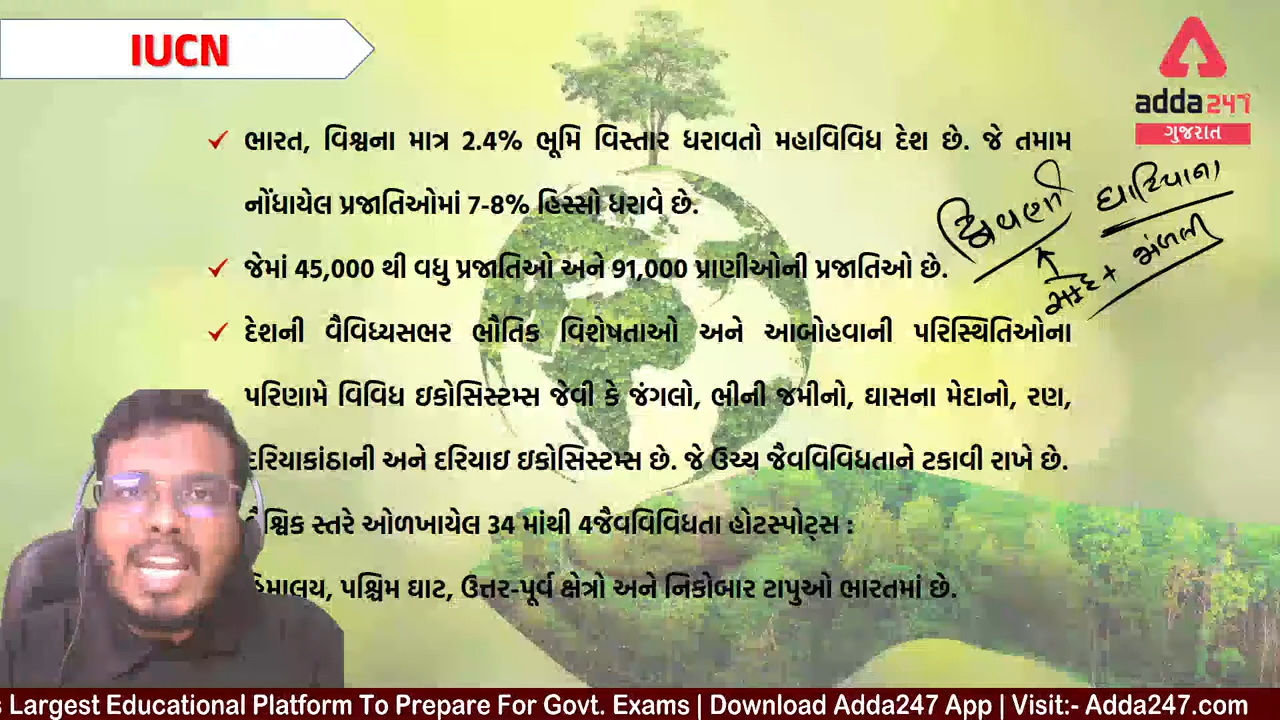 IUCN
adda247
ગુજરાત
✓ ભારત, વિશ્વના માત્ર 2.4% ભૂમિ વિસ્તાર ધરાવતો મહાવિવિધ દેશ છે. જે તમામ
નોંધાયેલ પ્રજાતિઓમાં 7-8% હિસ્સો ધરાવે છે.
✓ જેમાં 45,000 થી વધુ પ્રજાતિઓ અને 91,000 પ્રાણીઓની પ્રજાતિઓ છે.
✓ દેશની વૈવિધ્યસભર ભૌતિક વિશેષતાઓ અને આબોહવાની પરિસ્થિતિઓના
પરિણામે વિવિધ ઇકોસિસ્ટમ્સ જેવી કે જંગલો, ભીની જમીનો, ઘાસના મેદાનો, રણ,
દરિયાકાંઠાની અને દરિયાઇ ઇકોસિસ્ટમ્સ છે. જે ઉચ્ચ જૈવવિવિધતાને ટકાવી રાખે છે.
સ્તરે ઓળખાયેલ 34 માંથી 4જૈવવિવિધતા હોટસ્પોટ્સ :
પશ્ચિમ ઘાટ, ઉત્તર-પૂર્વ ક્ષેત્રો અને નિકોબાર ટાપુઓ ભારતમાં છે.
Largest Educational Platform To Prepare For Govt. Exams | Download Adda247 App | Visit:- Adda247.com